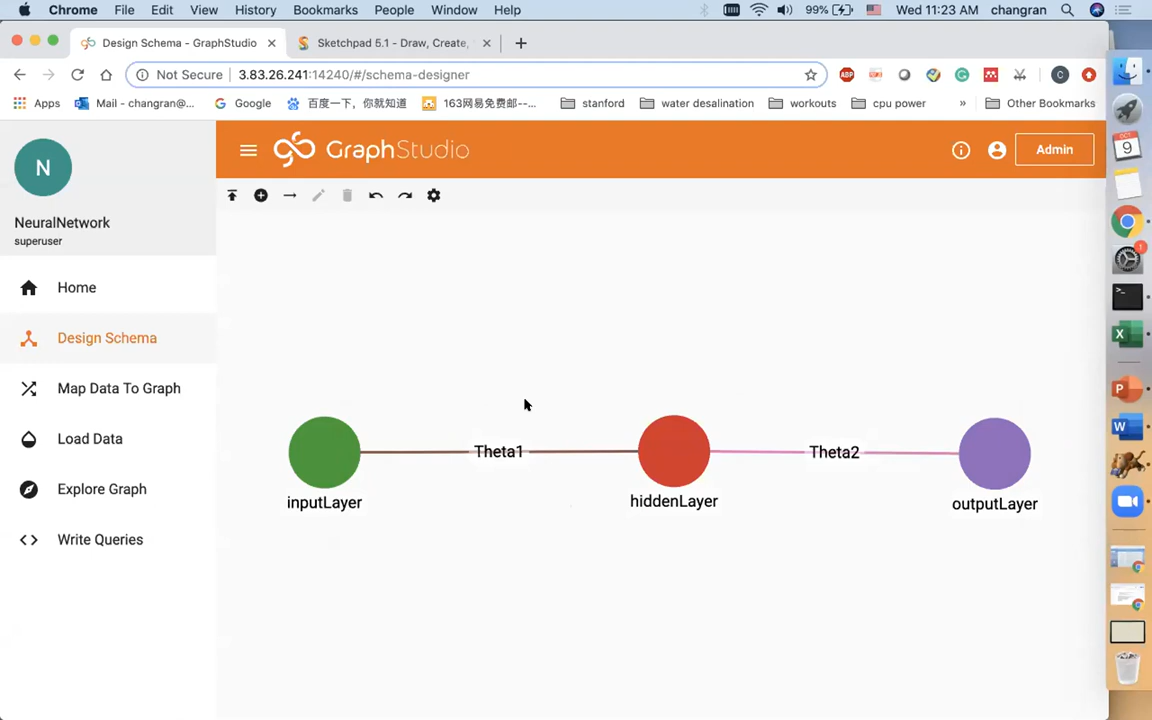 Chrome File Edit View History Bookmarks People Window Help 99% Wed 11:23 AM changran
Design Schema - GraphStudio Sketchpad 5.1 - Draw, Create,
Not Secure 3.83.26.241:14240/#/schema-designer ABP C
Apps Mail - changran@... Google 百度一下，你就知道 163网易免费邮--... stanford water desalination workouts cpu power » Other Bookmarks
N
NeuralNetwork
superuser
GraphStudio
Admin
Home
Design Schema
Map Data To Graph
Load Data
Explore Graph
Write Queries
Theta1
Theta2
inputLayer
hiddenLayer
outputLayer
OCT
9
1
X
P
W